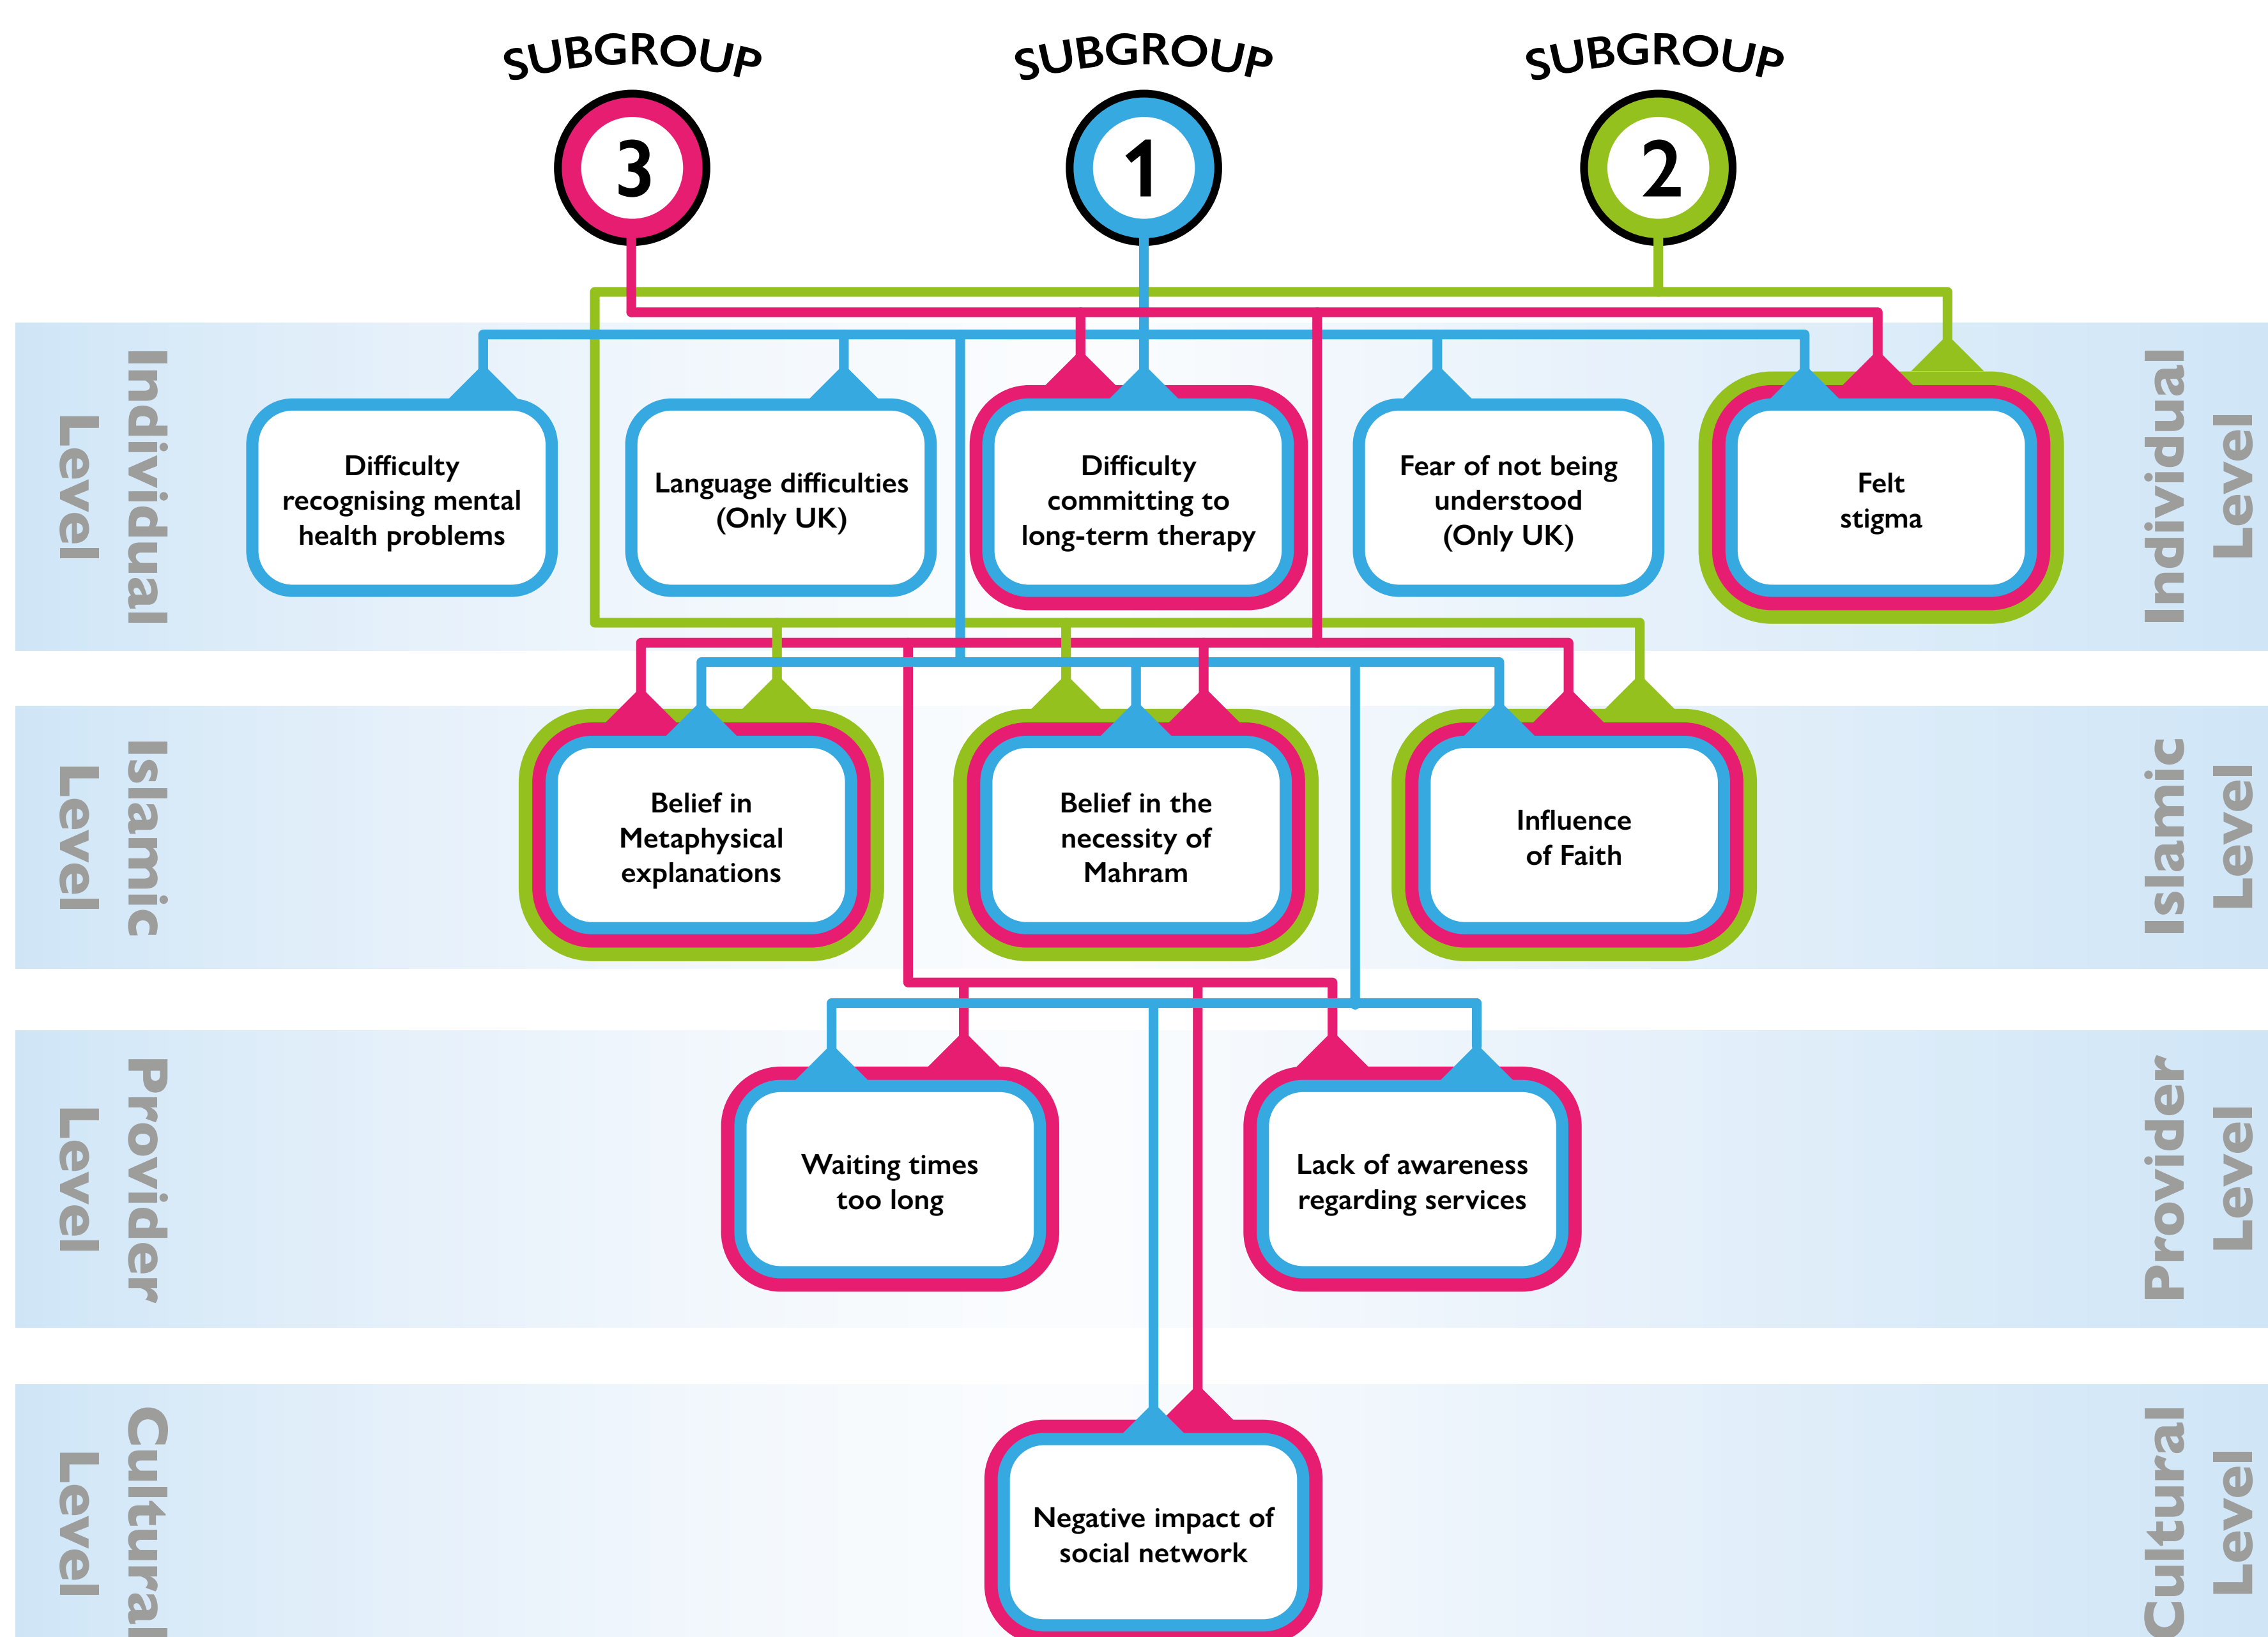 SUBGROUP
SUBGROUP
SUBGROUP
3
1
2
Individual
Level
Difficulty
recognising mental
health problems
Language difficulties
(Only UK)
Difficulty
committing to
long-term therapy
Fear of not being
understood
(Only UK)
Felt
stigma
Individual
Level
Islamic
Level
Belief in
Metaphysical
explanations
Belief in the
necessity of
Mahram
Influence
of Faith
Islamic
Level
Provider
Level
Waiting times
too long
Lack of awareness
regarding services
Provider
Level
Cultural
Level
Negative impact of
social network
Cultural
Level